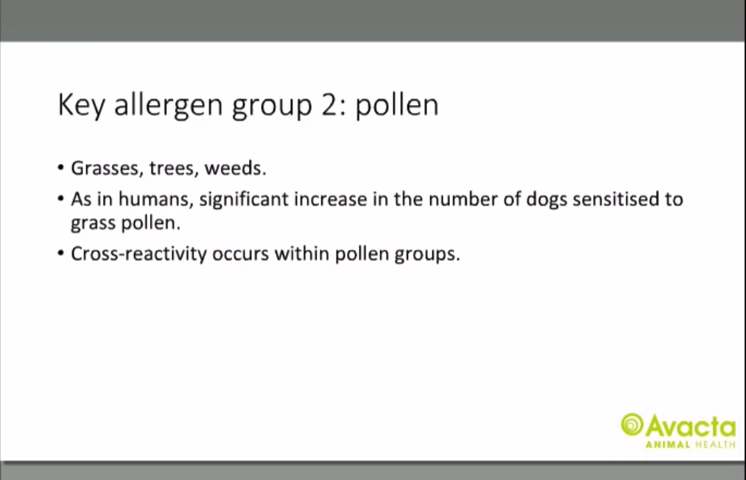 Key allergen group 2: pollen
• Grasses, trees, weeds.
• As in humans, significant increase in the number of dogs sensitised to
grass pollen.
• Cross-reactivity occurs within pollen groups.
Avacta
ANIMAL HEALTH